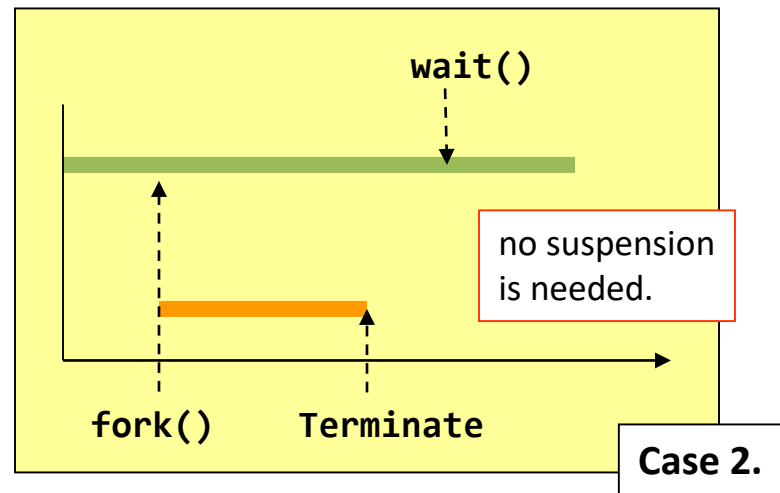 wait()
no suspension
is needed.
fork() Terminate
Case 2.